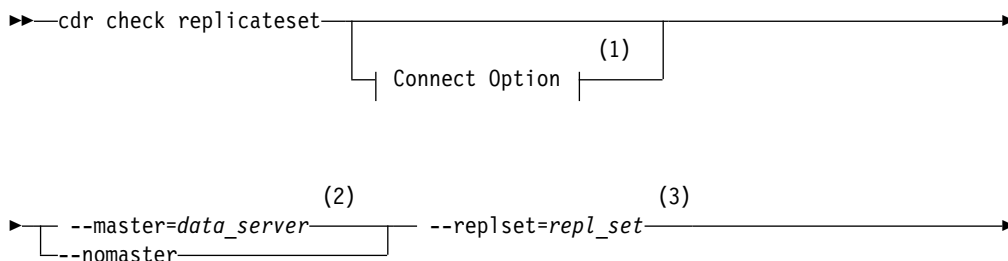 cdr check replicateset
(1)
Connect Option
(2) (3)
--master=data_server --replset=repl_set
--nomaster